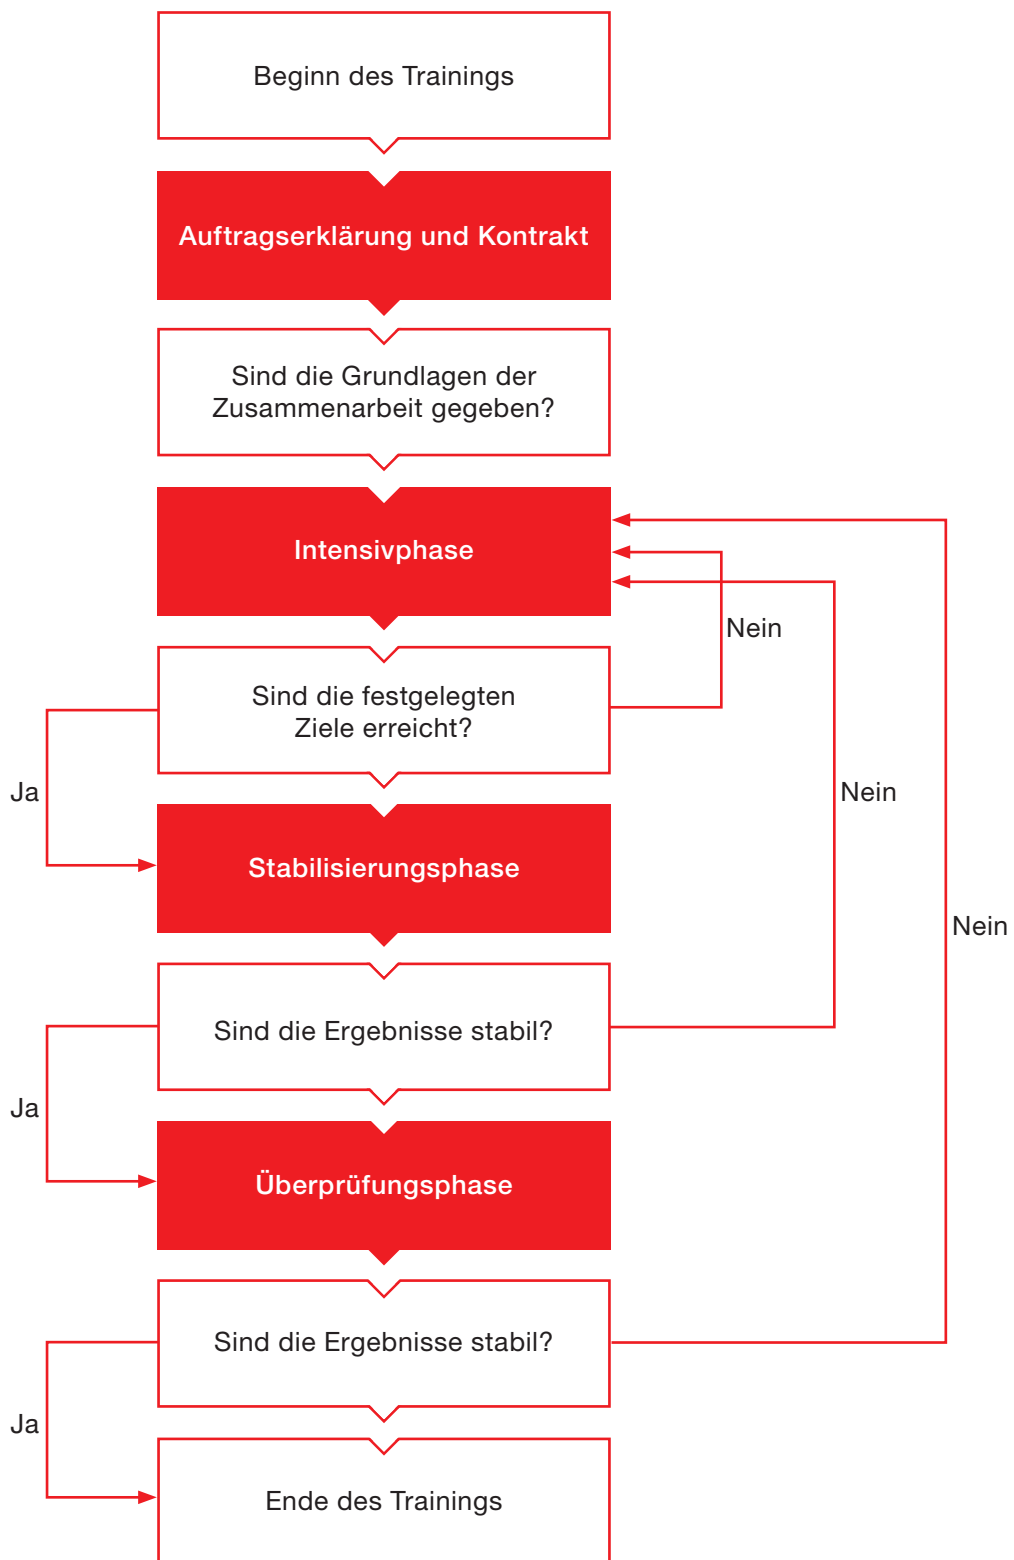 Beginn des Trainings
Auftragserklärung und Kontrakt
Sind die Grundlagen der
Zusammenarbeit gegeben?
Intensivphase
Nein
Sind die festgelegten
Ziele erreicht?
Ja
Nein
Stabilisierungsphase
Nein
Sind die Ergebnisse stabil?
Ja
Überprüfungsphase
Sind die Ergebnisse stabil?
Ja
Ende des Trainings